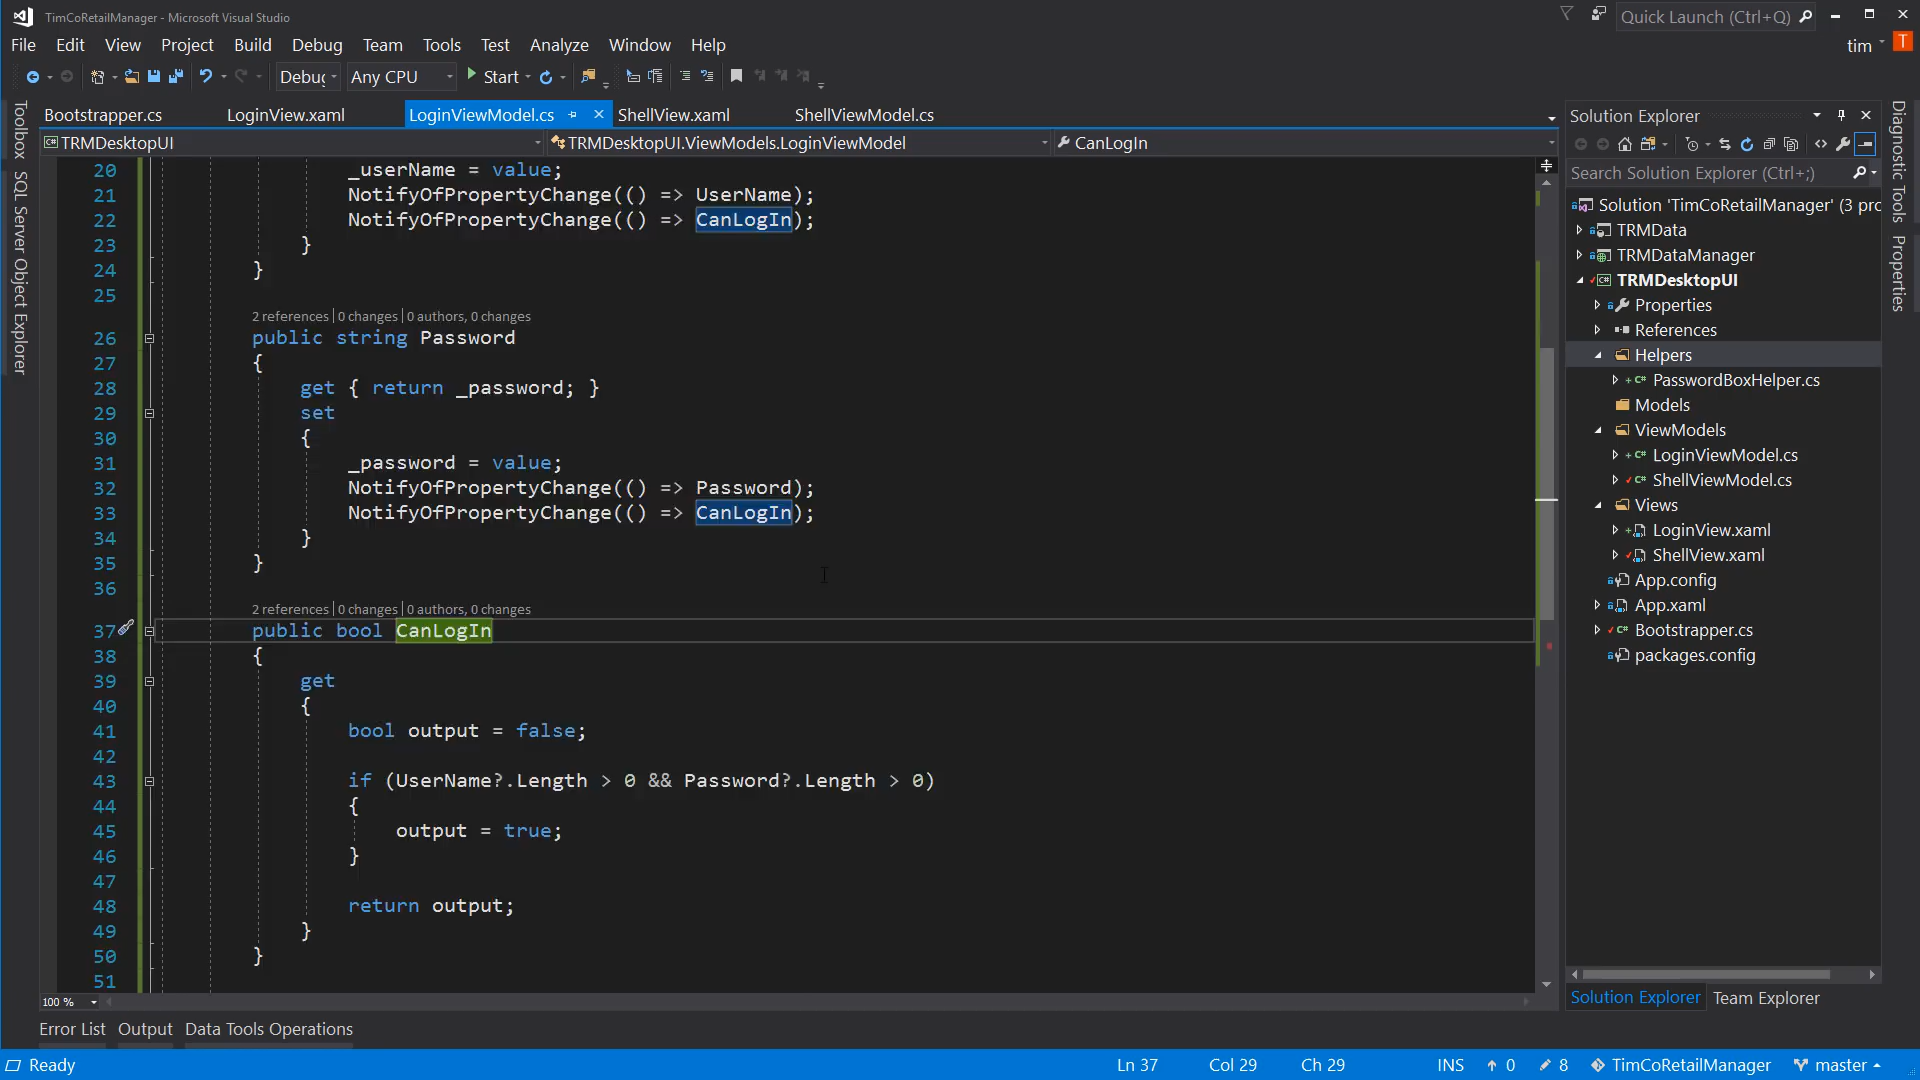 TimCoRetailManager - Microsoft Visual Studio
Quick Launch (Ctrl+Q)
File Edit View Project Build Debug Team Tools Test Analyze Window Help
tim T
Debug Any CPU Start
Bootstrapper.cs LoginView.xaml LoginViewModel.cs ShellView.xaml ShellViewModel.cs
TRMDesktopUI TRMDesktopUI.ViewModels.LoginViewModel CanLogIn
Toolbox
SQL Server Object Explorer
20 _userName = value;
21 NotifyOfPropertyChange(() => UserName);
22 NotifyOfPropertyChange(() => CanLogIn);
23 }
24 }
25
2 references | 0 changes | 0 authors, 0 changes
26 public string Password
27 {
28 get { return _password; }
29 set
30 {
31 _password = value;
32 NotifyOfPropertyChange(() => Password);
33 NotifyOfPropertyChange(() => CanLogIn);
34 }
35 }
36
2 references | 0 changes | 0 authors, 0 changes
37 public bool CanLogIn
38 {
39 get
40 {
41 bool output = false;
42
43 if (UserName?.Length > 0 && Password?.Length > 0)
44 {
45 output = true;
46 }
47
48 return output;
49 }
50 }
51
100 %
Solution Explorer
Search Solution Explorer (Ctrl+;)
Solution 'TimCoRetailManager' (3 pro
TRMData
TRMDataManager
TRMDesktopUI
Properties
References
Helpers
PasswordBoxHelper.cs
Models
ViewModels
LoginViewModel.cs
ShellViewModel.cs
Views
LoginView.xaml
ShellView.xaml
App.config
App.xaml
Bootstrapper.cs
packages.config
Solution Explorer Team Explorer
Diagnostic Tools
Properties
Error List Output Data Tools Operations
Ready Ln 37 Col 29 Ch 29 INS 0 8 TimCoRetailManager master